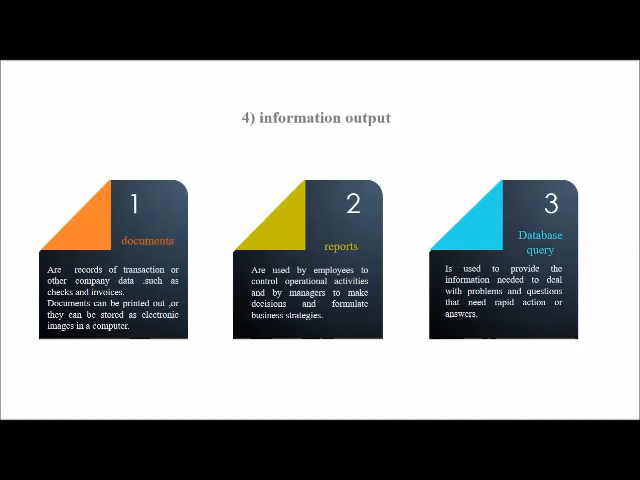 4) information output
1
documents
Are records of transaction or
other company data .such as
checks and invoices.
Documents can be printed out ,or
they can be stored as electronic
images in a computer.
2
reports
Are used by employees to
control operational activities
and by managers to make
decisions and formulate
business strategies.
3
Database
query
Is used to provide the
information needed to deal
with problems and questions
that need rapid action or
answers.